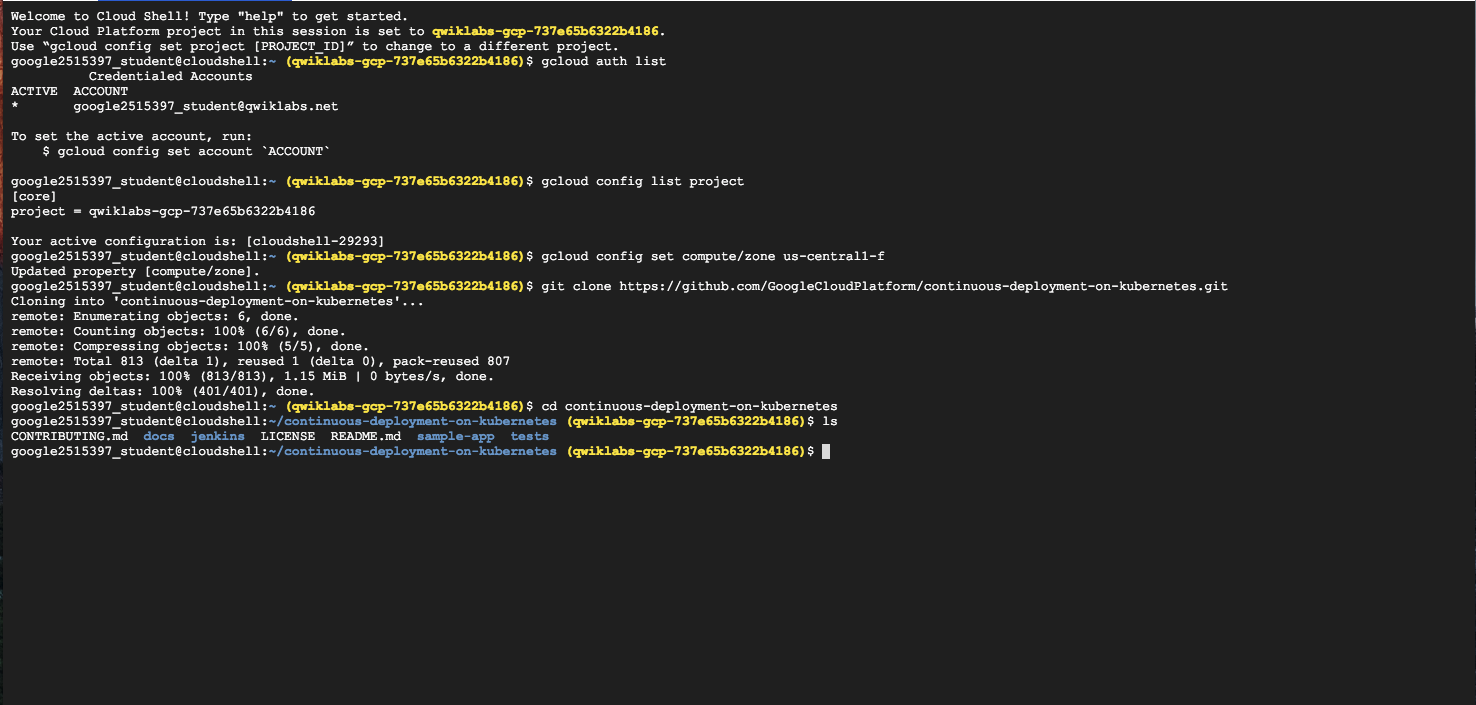 Welcome to Cloud Shell! Type "help" to get started.
Your Cloud Platform project in this session is set to qwiklabs-gcp-737e65b6322b4186.
Use “gcloud config set project [PROJECT_ID]” to change to a different project.
google2515397_student@cloudshell:~ (qwiklabs-gcp-737e65b6322b4186)$ gcloud auth list
Credentialed Accounts
ACTIVE  ACCOUNT
*       google2515397_student@qwiklabs.net
To set the active account, run:
$ gcloud config set account `ACCOUNT`
google2515397_student@cloudshell:~ (qwiklabs-gcp-737e65b6322b4186)$ gcloud config list project
[core]
project = qwiklabs-gcp-737e65b6322b4186
Your active configuration is: [cloudshell-29293]
google2515397_student@cloudshell:~ (qwiklabs-gcp-737e65b6322b4186)$ gcloud config set compute/zone us-central1-f
Updated property [compute/zone].
google2515397_student@cloudshell:~ (qwiklabs-gcp-737e65b6322b4186)$ git clone https://github.com/GoogleCloudPlatform/continuous-deployment-on-kubernetes.git
Cloning into 'continuous-deployment-on-kubernetes'...
remote: Enumerating objects: 6, done.
remote: Counting objects: 100% (6/6), done.
remote: Compressing objects: 100% (5/5), done.
remote: Total 813 (delta 1), reused 1 (delta 0), pack-reused 807
Receiving objects: 100% (813/813), 1.15 MiB | 0 bytes/s, done.
Resolving deltas: 100% (401/401), done.
google2515397_student@cloudshell:~ (qwiklabs-gcp-737e65b6322b4186)$ cd continuous-deployment-on-kubernetes
google2515397_student@cloudshell:~/continuous-deployment-on-kubernetes (qwiklabs-gcp-737e65b6322b4186)$ ls
CONTRIBUTING.md  docs  jenkins  LICENSE  README.md  sample-app  tests
google2515397_student@cloudshell:~/continuous-deployment-on-kubernetes (qwiklabs-gcp-737e65b6322b4186)$